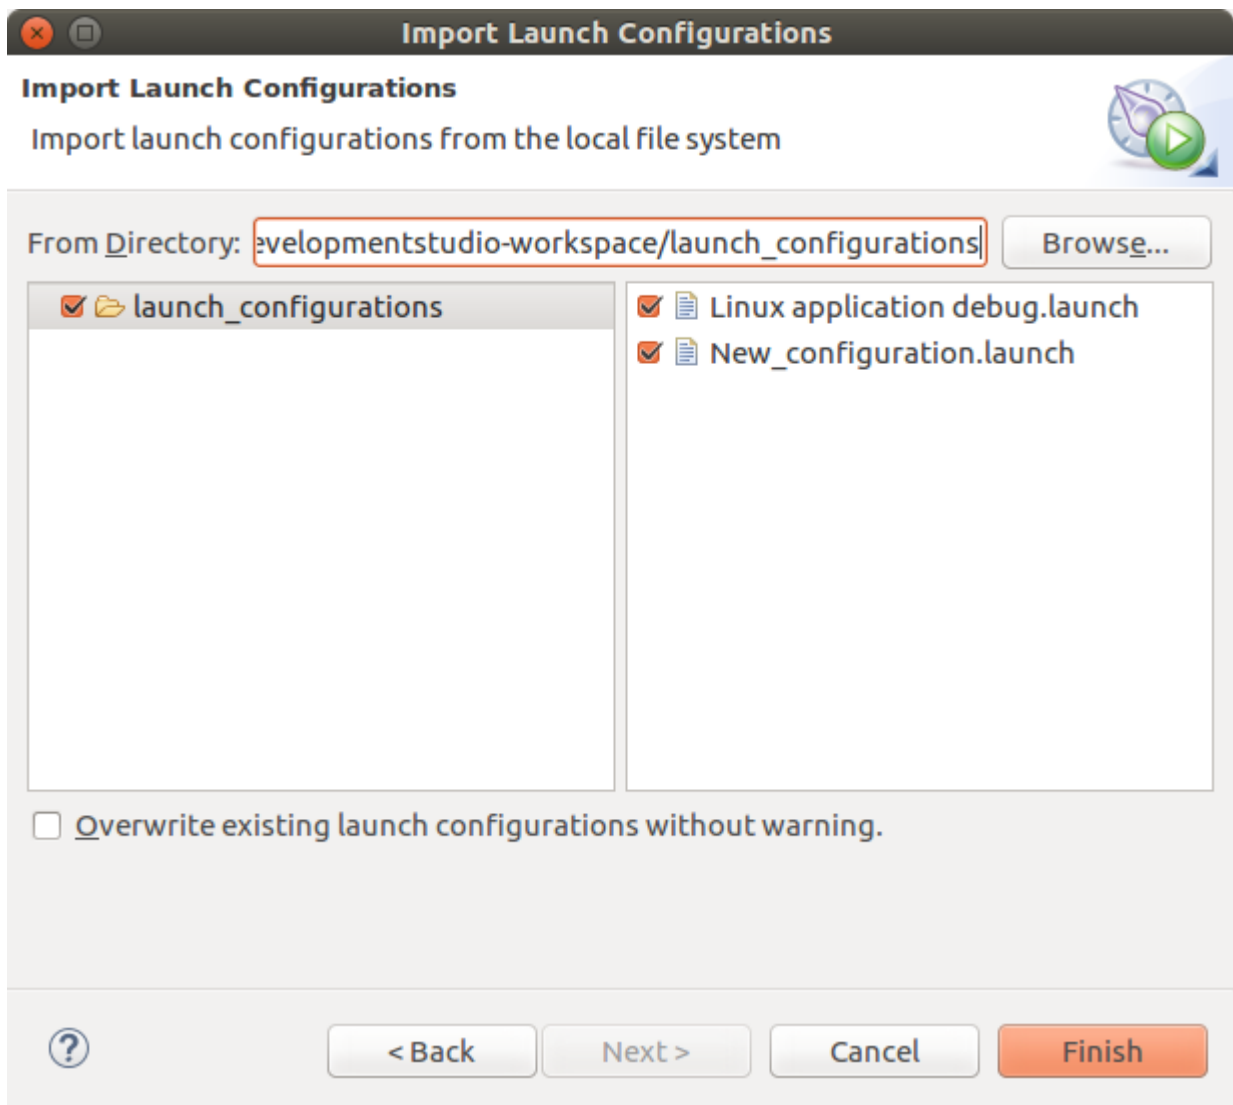 Import Launch Configurations
Import Launch Configurations
Import launch configurations from the local file system
From Directory: evelopmentstudio-workspace/launch_configurations Browse...
launch_configurations
Linux application debug.launch
New_configuration.launch
Overwrite existing launch configurations without warning.
? < Back Next > Cancel Finish